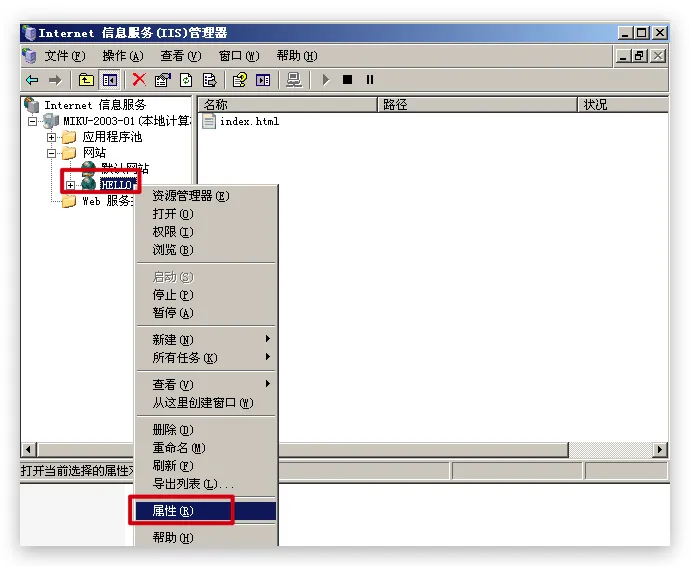 Internet 信息服务(IIS)管理器
文件(F) 操作(A) 查看(V) 窗口(W) 帮助(H)
Internet 信息服务
MIKU-2003-01(本地计算
应用程序池
网站
默认网站
HELLO
Web 服务
名称 路径 状况
index.html
资源管理器(E)
打开(O)
权限(I)
浏览(B)
启动(S)
停止(P)
暂停(A)
新建(N)
所有任务(K)
查看(V)
从这里创建窗口(W)
删除(D)
重命名(M)
刷新(F)
导出列表(L)...
属性(R)
帮助(H)
打开当前选择的属性